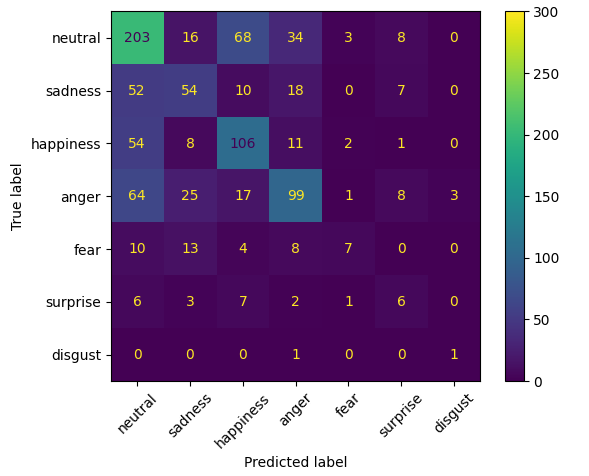 neutral 203 16 68 34 3 8 0
sadness 52 54 10 18 0 7 0
happiness 54 8 106 11 2 1 0
anger 64 25 17 99 1 8 3
fear 10 13 4 8 7 0 0
surprise 6 3 7 2 1 6 0
disgust 0 0 0 1 0 0 1
neutral sadness happiness anger fear surprise disgust
Predicted label
True label
300
250
200
150
100
50
0